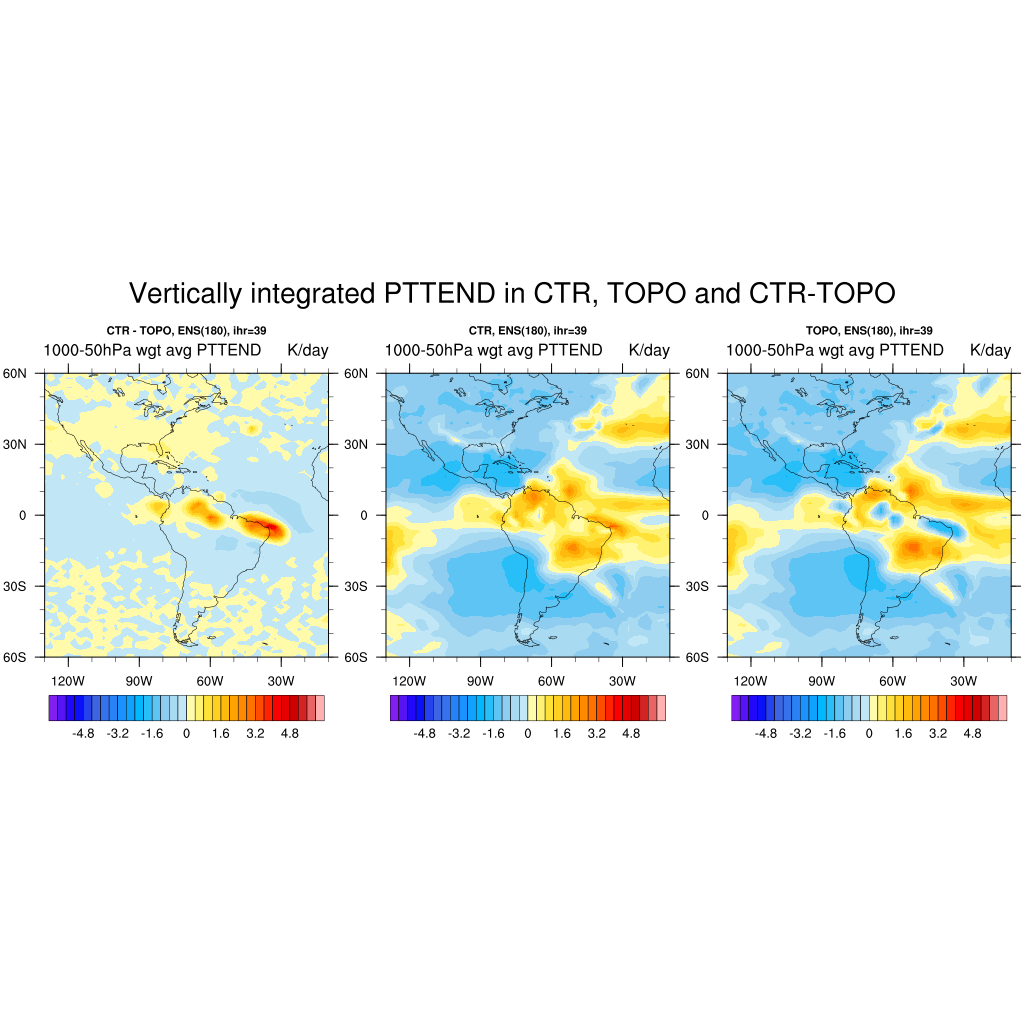 Vertically integrated PTTEND in CTR, TOPO and CTR-TOPO
CTR - TOPO, ENS(180), ihr=39
1000-50hPa wgt avg PTTEND K/day
60N
30N
0
30S
60S
120W 90W 60W 30W
-4.8 -3.2 -1.6 0 1.6 3.2 4.8
CTR, ENS(180), ihr=39
1000-50hPa wgt avg PTTEND K/day
60N
30N
0
30S
60S
120W 90W 60W 30W
-4.8 -3.2 -1.6 0 1.6 3.2 4.8
TOPO, ENS(180), ihr=39
1000-50hPa wgt avg PTTEND K/day
60N
30N
0
30S
60S
120W 90W 60W 30W
-4.8 -3.2 -1.6 0 1.6 3.2 4.8